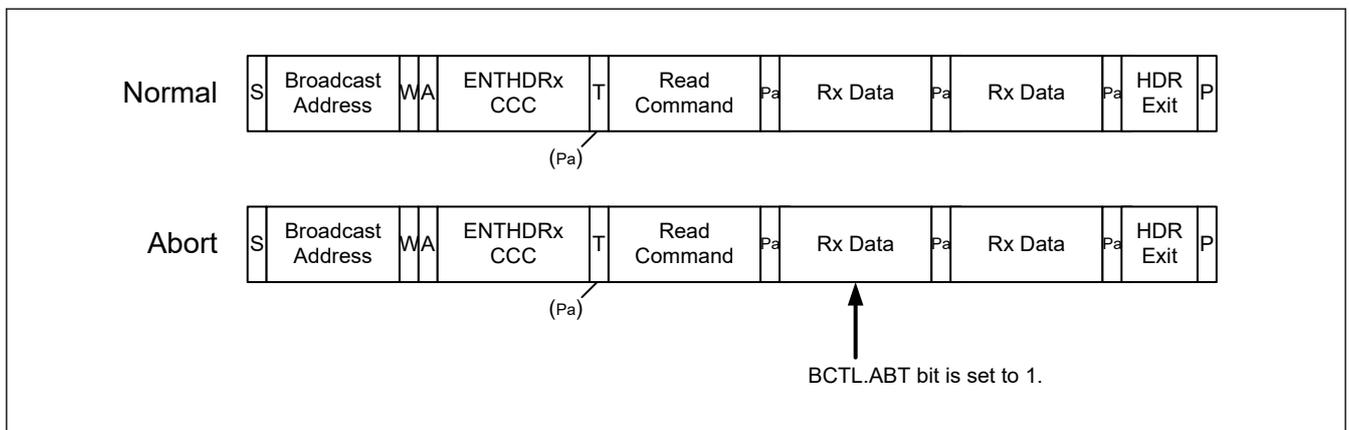 Normal
S
Broadcast
Address
W
A
ENTHDRx
CCC
T
Read
Command
Pa
Rx Data
Pa
Rx Data
Pa
HDR
Exit
P
(Pa)
Abort
S
Broadcast
Address
W
A
ENTHDRx
CCC
T
Read
Command
Pa
Rx Data
Pa
Rx Data
Pa
HDR
Exit
P
(Pa)
BCTL.ABT bit is set to 1.